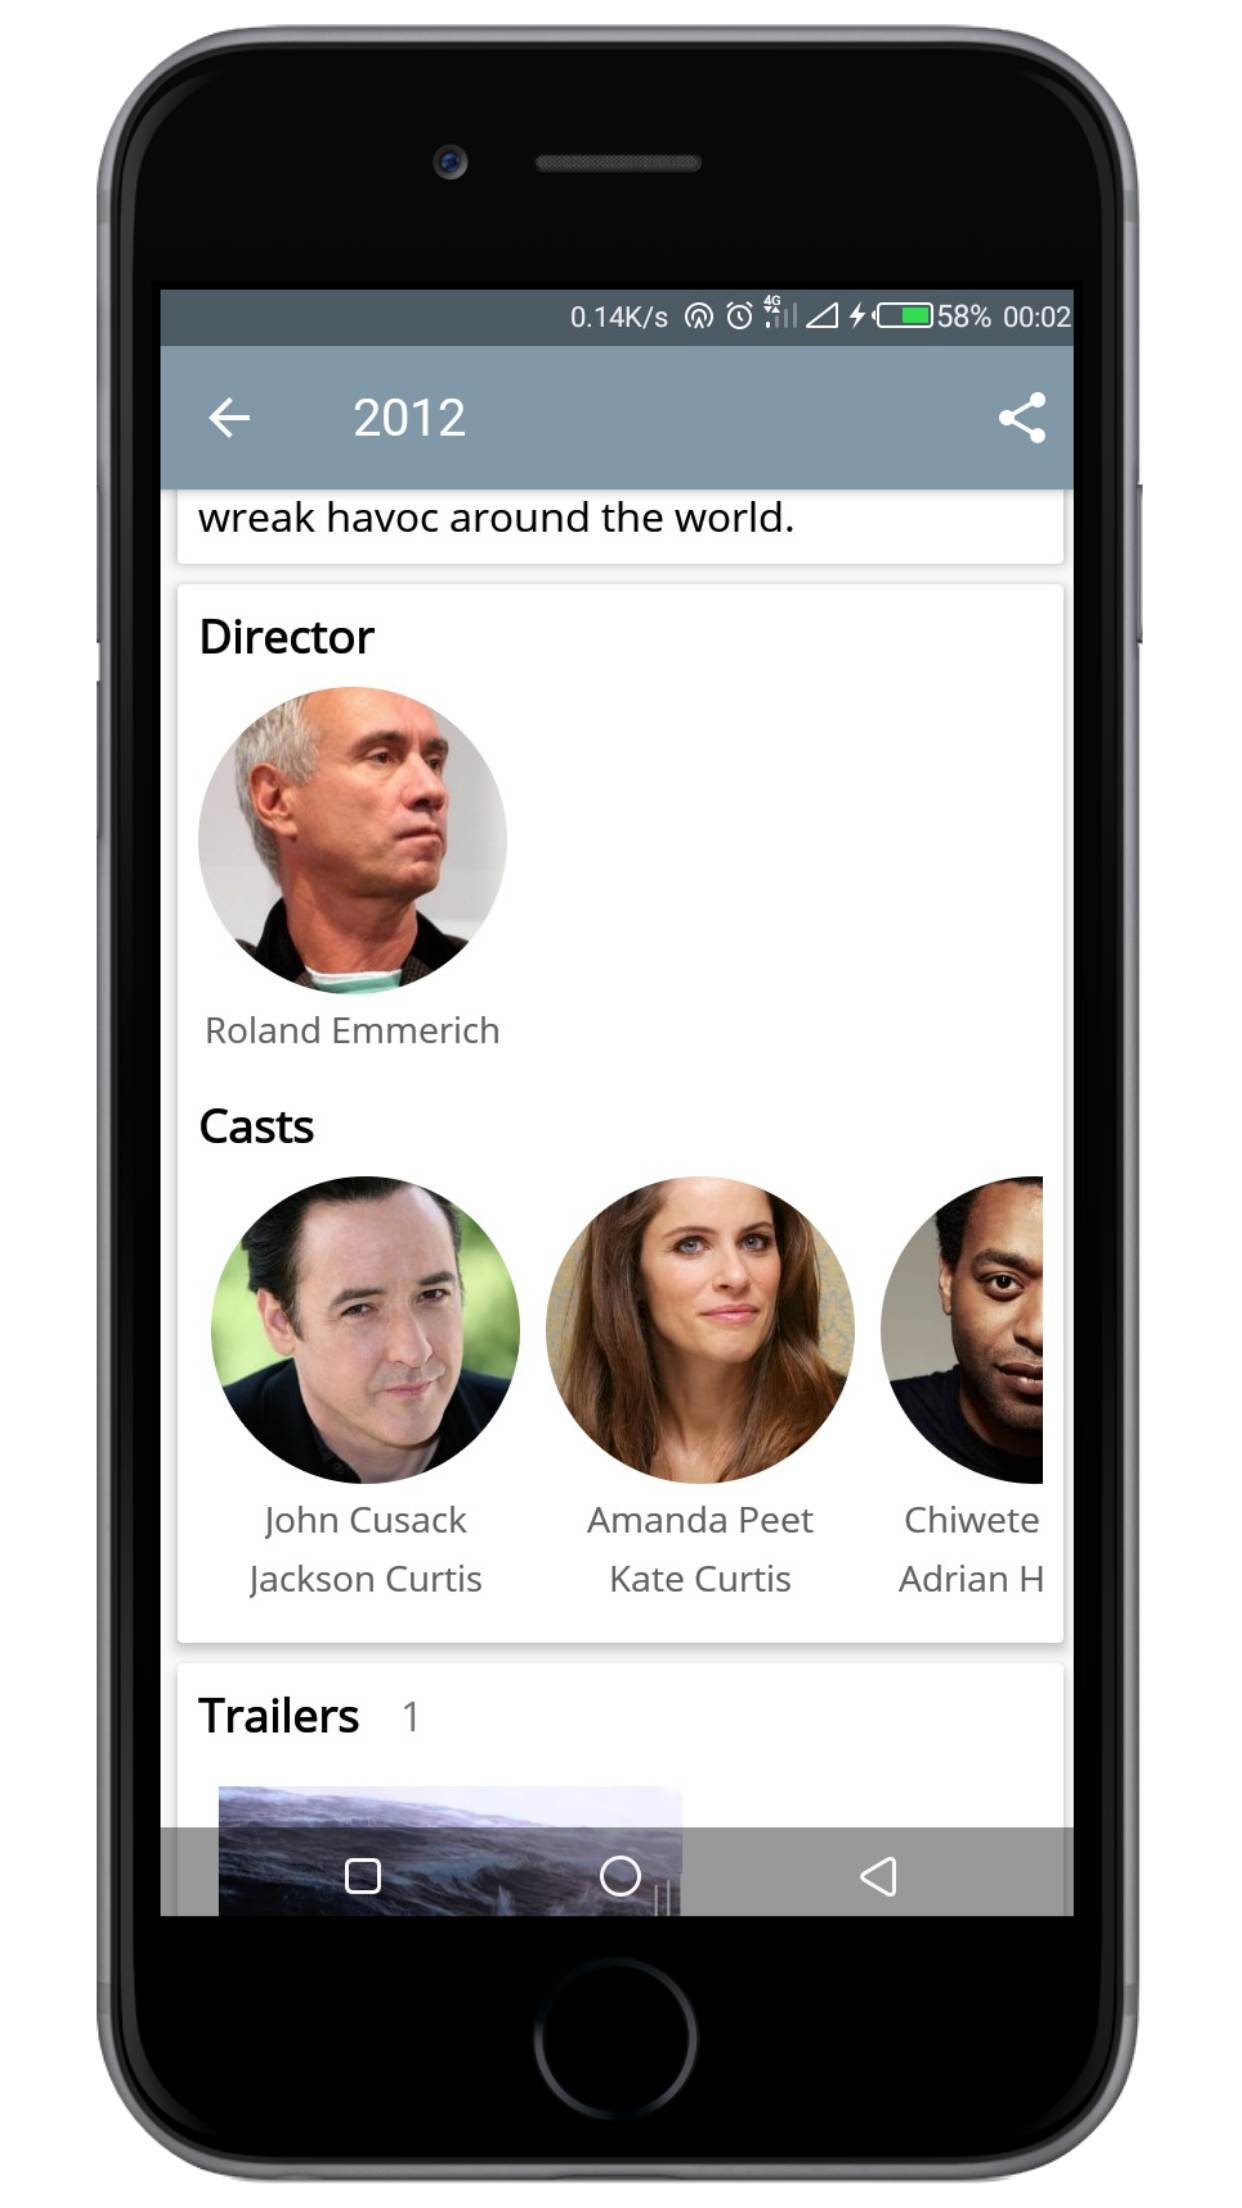 0.14K/s 4G 58% 00:02
2012
wreak havoc around the world.
Director
Roland Emmerich
Casts
John Cusack Amanda Peet Chiwete
Jackson Curtis Kate Curtis Adrian H
Trailers 1